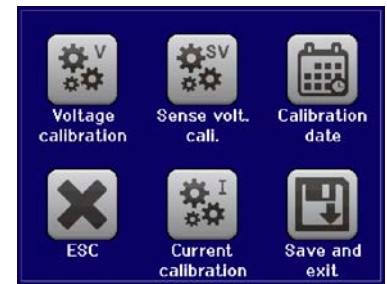 V
SV
Voltage
calibration
Sense volt.
cali.
Calibration
date
I
ESC
Current
calibration
Save and
exit